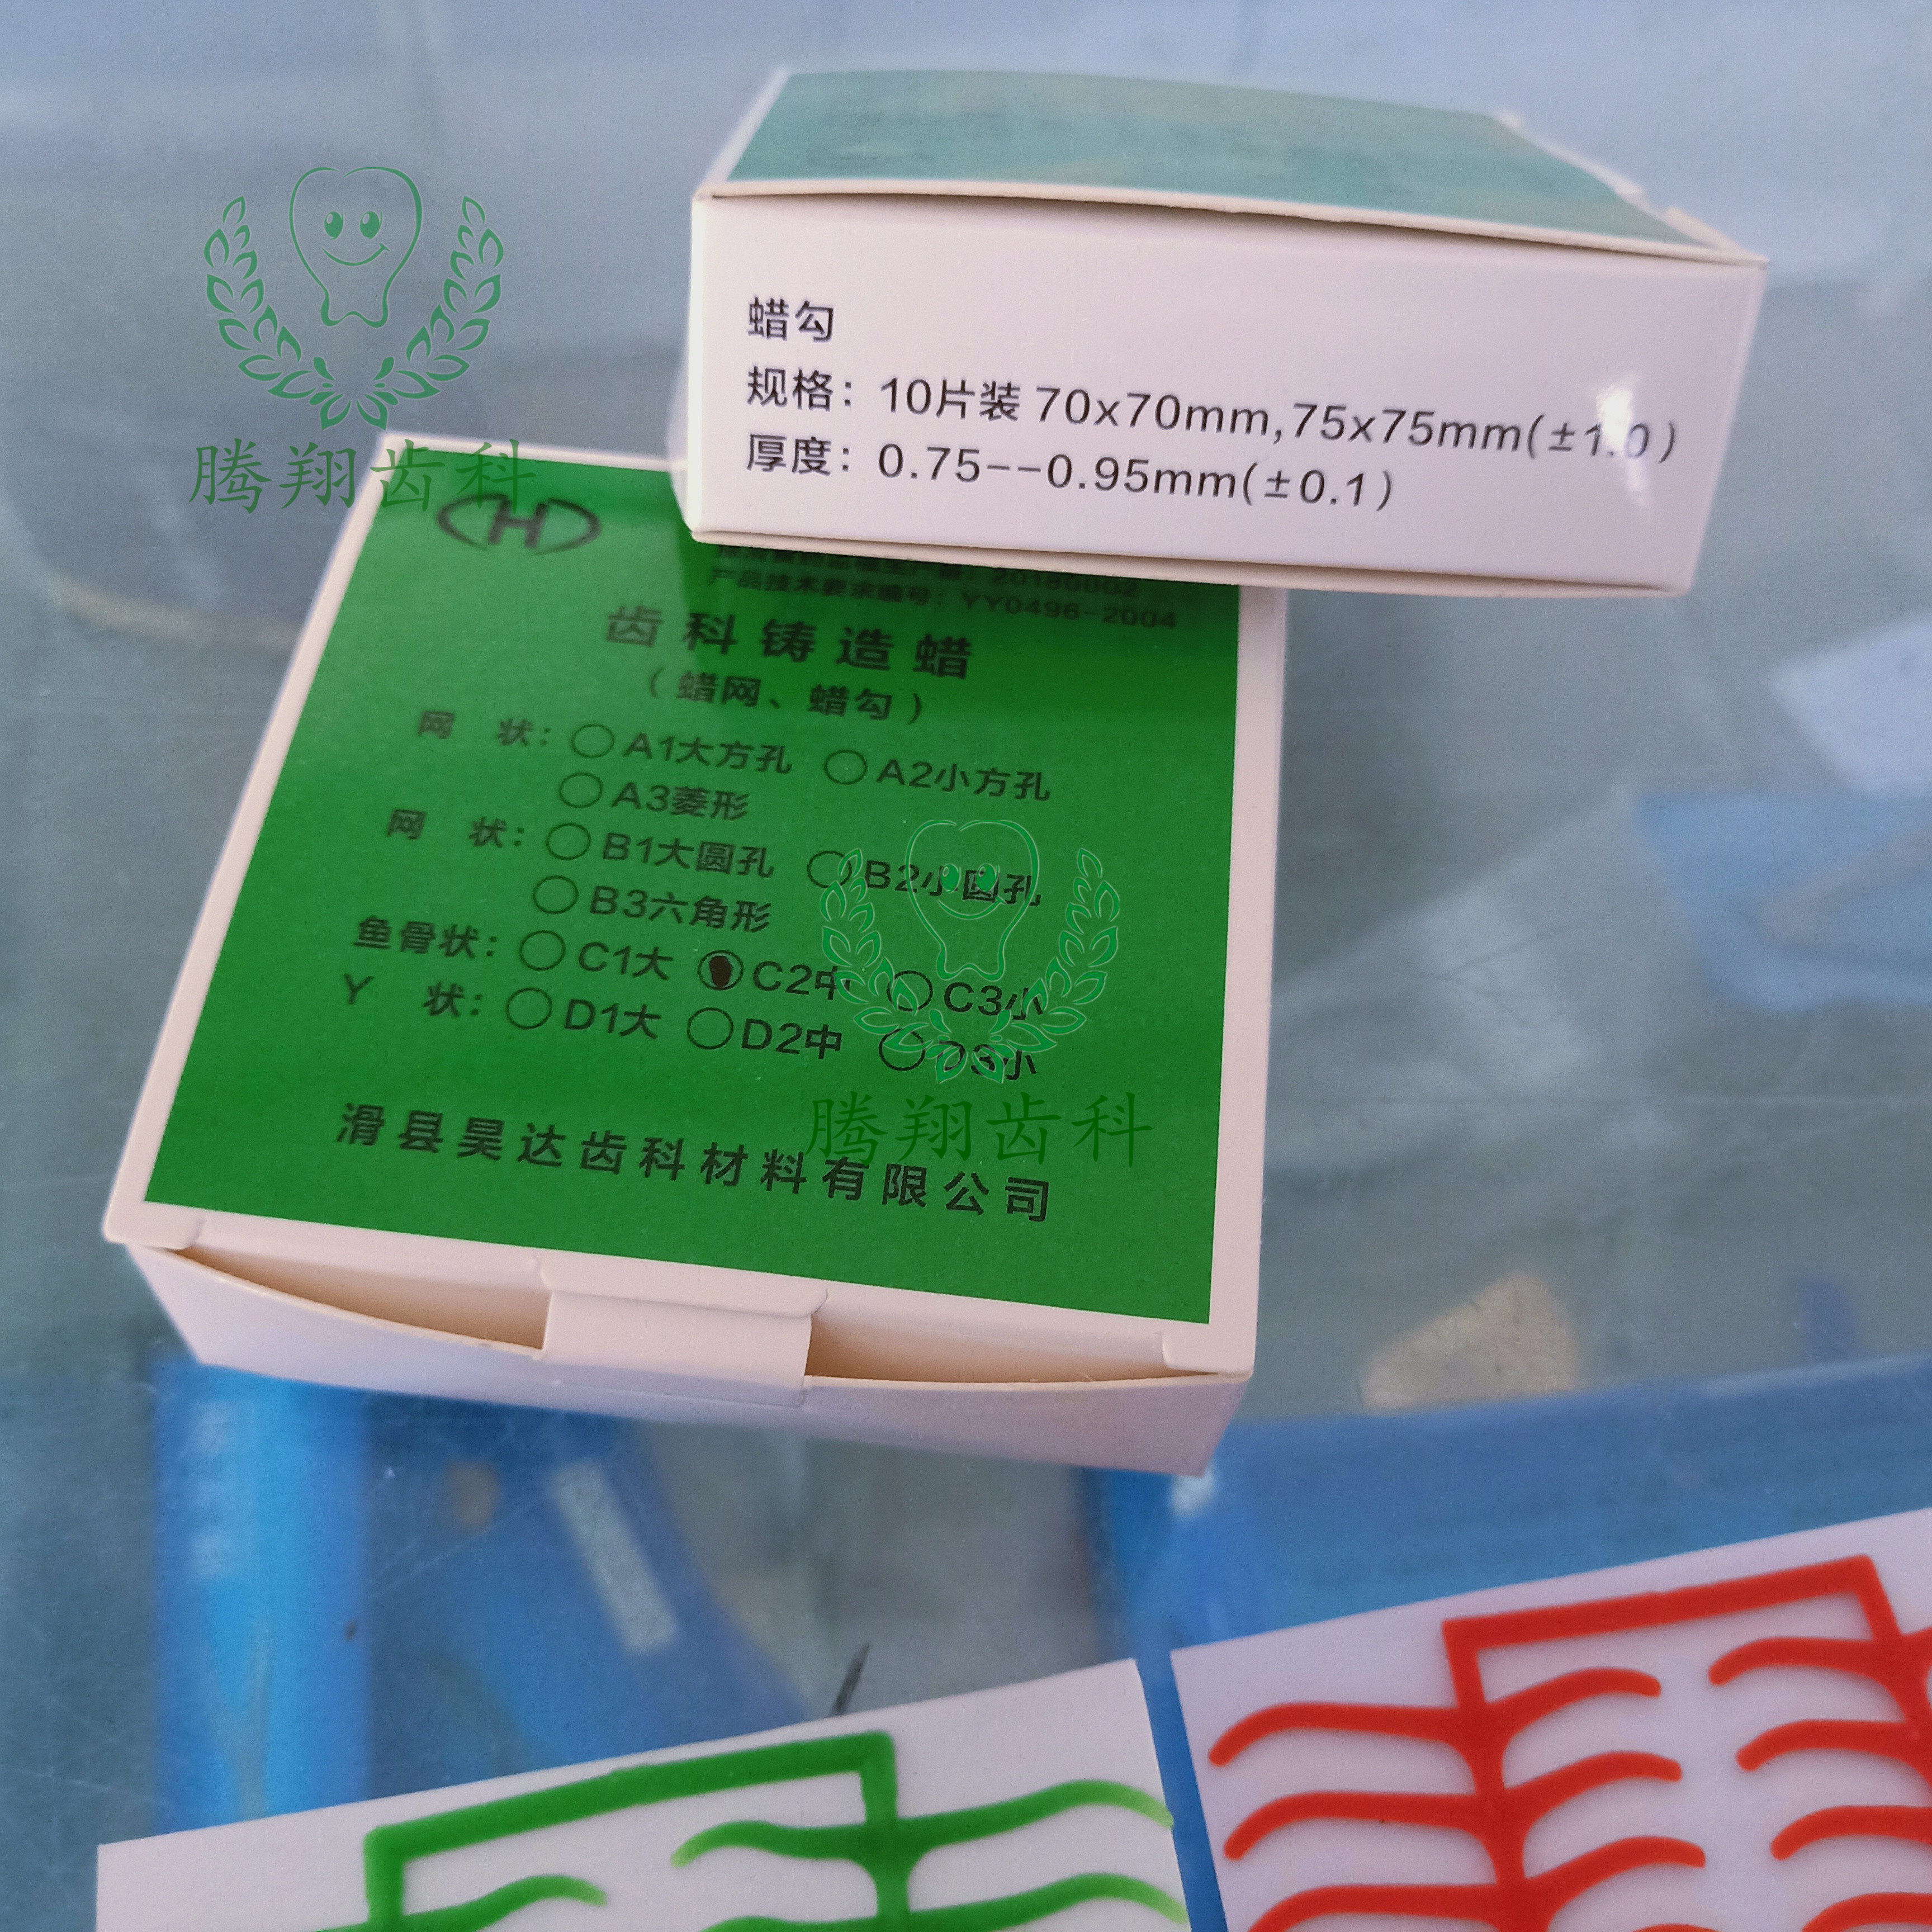 蜡勾
规格：10片装 70x70mm,75x75mm(±1.0)
厚度：0.75--0.95mm(±0.1)
腾翔齿科
H
20180002
产品技术要求编号：YY0496-2004
齿科铸造蜡
（蜡网、蜡勾）
网 状：○A1大方孔 ○A2小方孔
○A3菱形
网 状：○B1大圆孔 ○B2小圆孔
○B3六角形
鱼骨状：○C1大 ●C2中 ○C3小
Y 状：○D1大 ○D2中 ○D3小
腾翔齿科
滑县昊达齿科材料有限公司